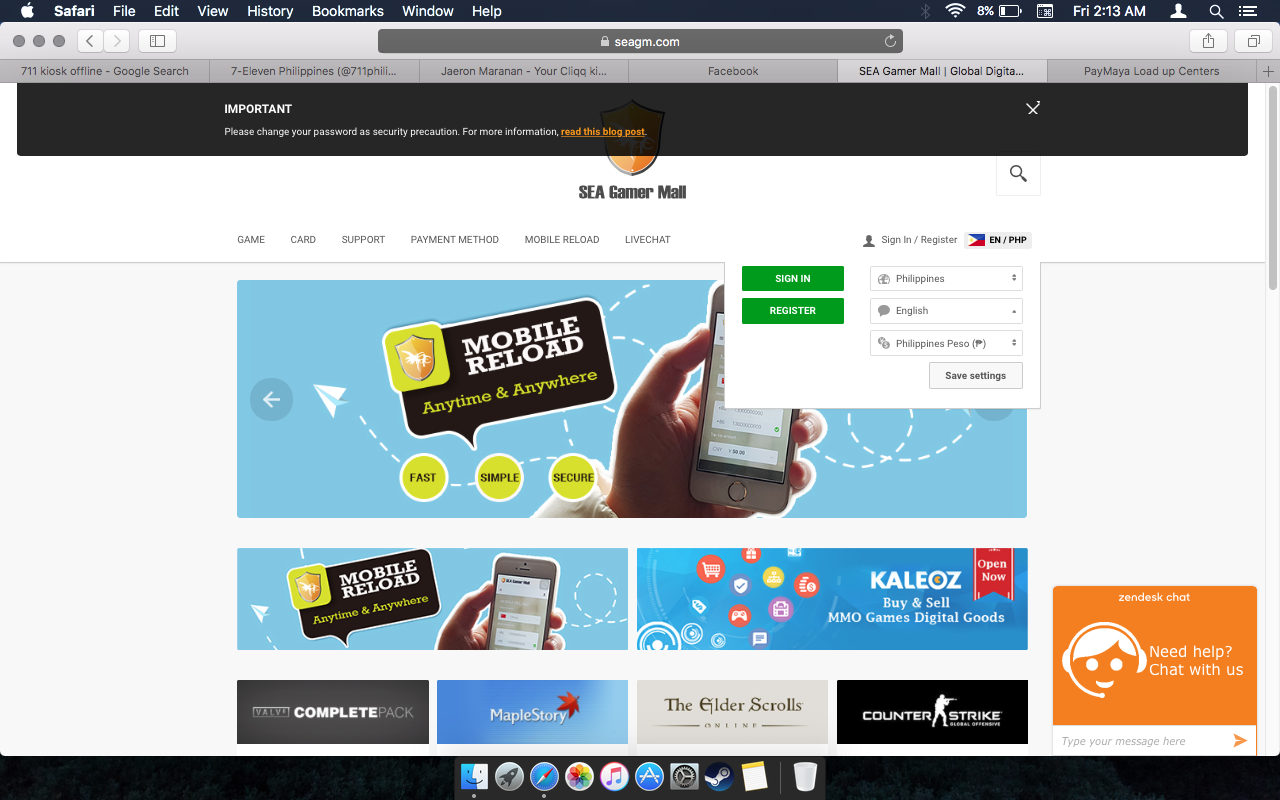 Safari File Edit View History Bookmarks Window Help 8% Fri 2:13 AM
seagm.com
711 kiosk offline - Google Search
7-Eleven Philippines (@711phili...
Jaeron Maranan - Your Cliqq ki...
Facebook
SEA Gamer Mall | Global Digita...
PayMaya Load up Centers
IMPORTANT
Please change your password as security precaution. For more information, read this blog post.
SEA Gamer Mall
GAME CARD SUPPORT PAYMENT METHOD MOBILE RELOAD LIVECHAT Sign In / Register EN / PHP
SIGN IN
REGISTER
Philippines
English
Philippines Peso (₱)
Save settings
MOBILE
RELOAD
Anytime & Anywhere
FAST
SIMPLE
SECURE
MOBILE
RELOAD
Anytime & Anywhere
SEA Gamer Mall
KALEOZ
Buy & Sell
MMO Games Digital Goods
Open
Now
VALVE COMPLETEPACK
MapleStory
The Elder Scrolls
ONLINE
COUNTER STRIKE
GLOBAL OFFENSIVE
zendesk chat
Need help?
Chat with us
Type your message here